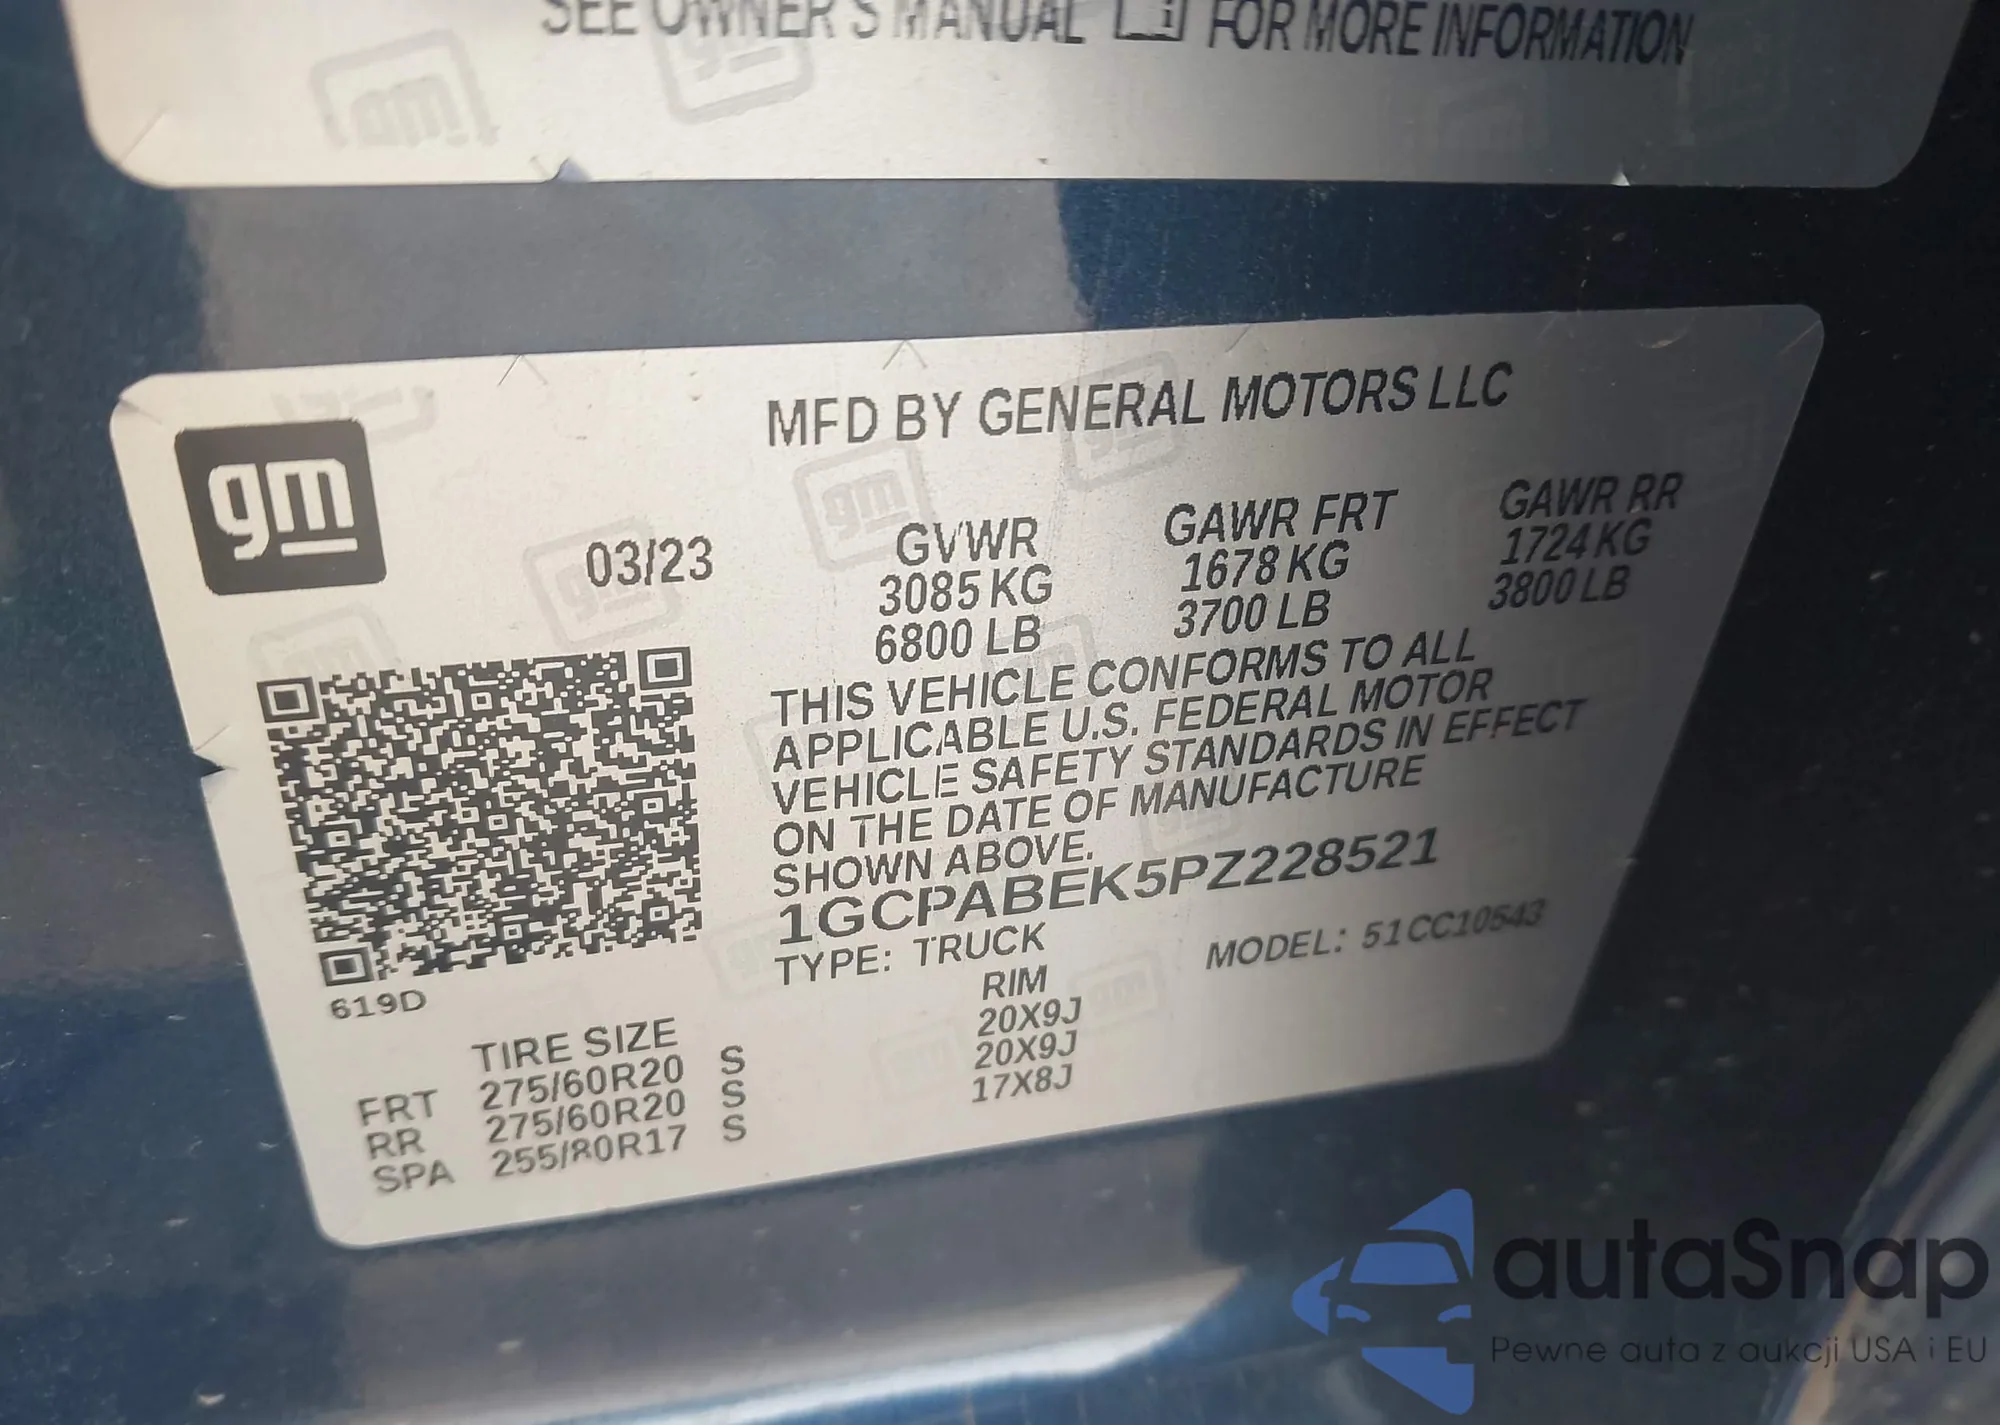 SEE OWNER'S MANUAL i FOR MORE INFORMATION
gm
MFD BY GENERAL MOTORS LLC
03/23
GVWR GAWR FRT GAWR RR
3085 KG 1678 KG 1724 KG
6800 LB 3700 LB 3800 LB
THIS VEHICLE CONFORMS TO ALL
APPLICABLE U.S. FEDERAL MOTOR
VEHICLE SAFETY STANDARDS IN EFFECT
ON THE DATE OF MANUFACTURE
SHOWN ABOVE.
1GCPABEK5PZ228521
TYPE: TRUCK MODEL: 51CC10543
619D
TIRE SIZE RIM
FRT 275/60R20 S 20X9J
RR 275/60R20 S 20X9J
SPA 255/80R17 S 17X8J
autaSnap
Pewne auta z aukcji USA i EU